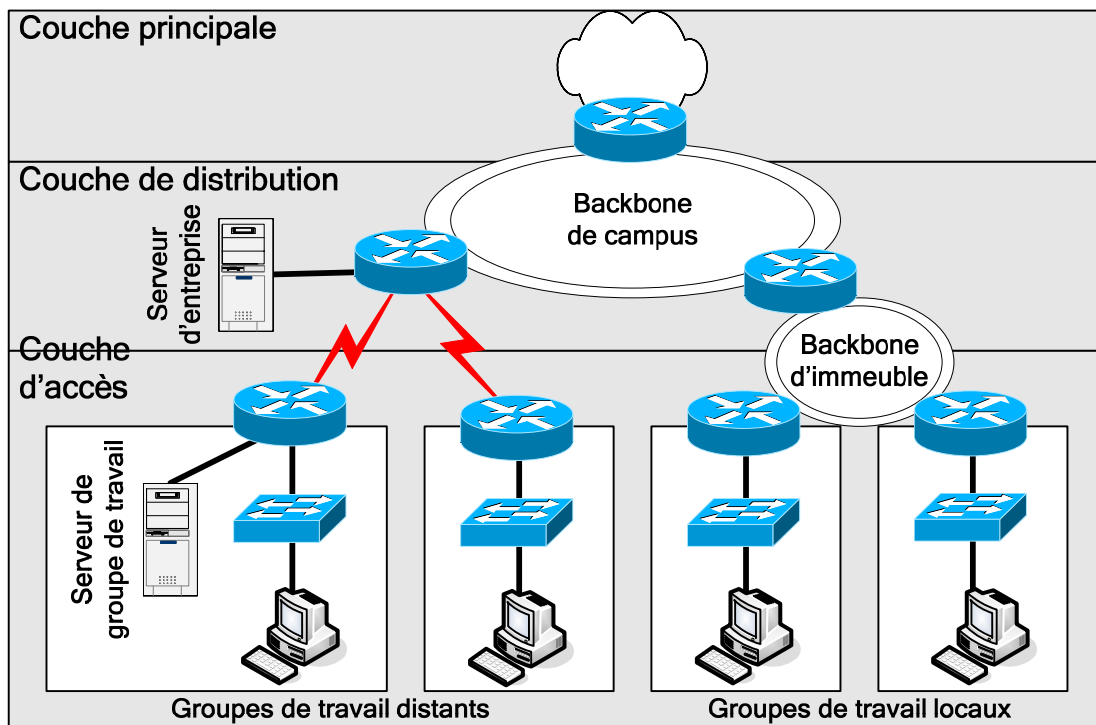 Couche principale
Couche de distribution
Backbone
de campus
Serveur
d'entreprise
Couche
d'accès
Backbone
d'immeuble
Serveur de
groupe de travail
Groupes de travail distants
Groupes de travail locaux